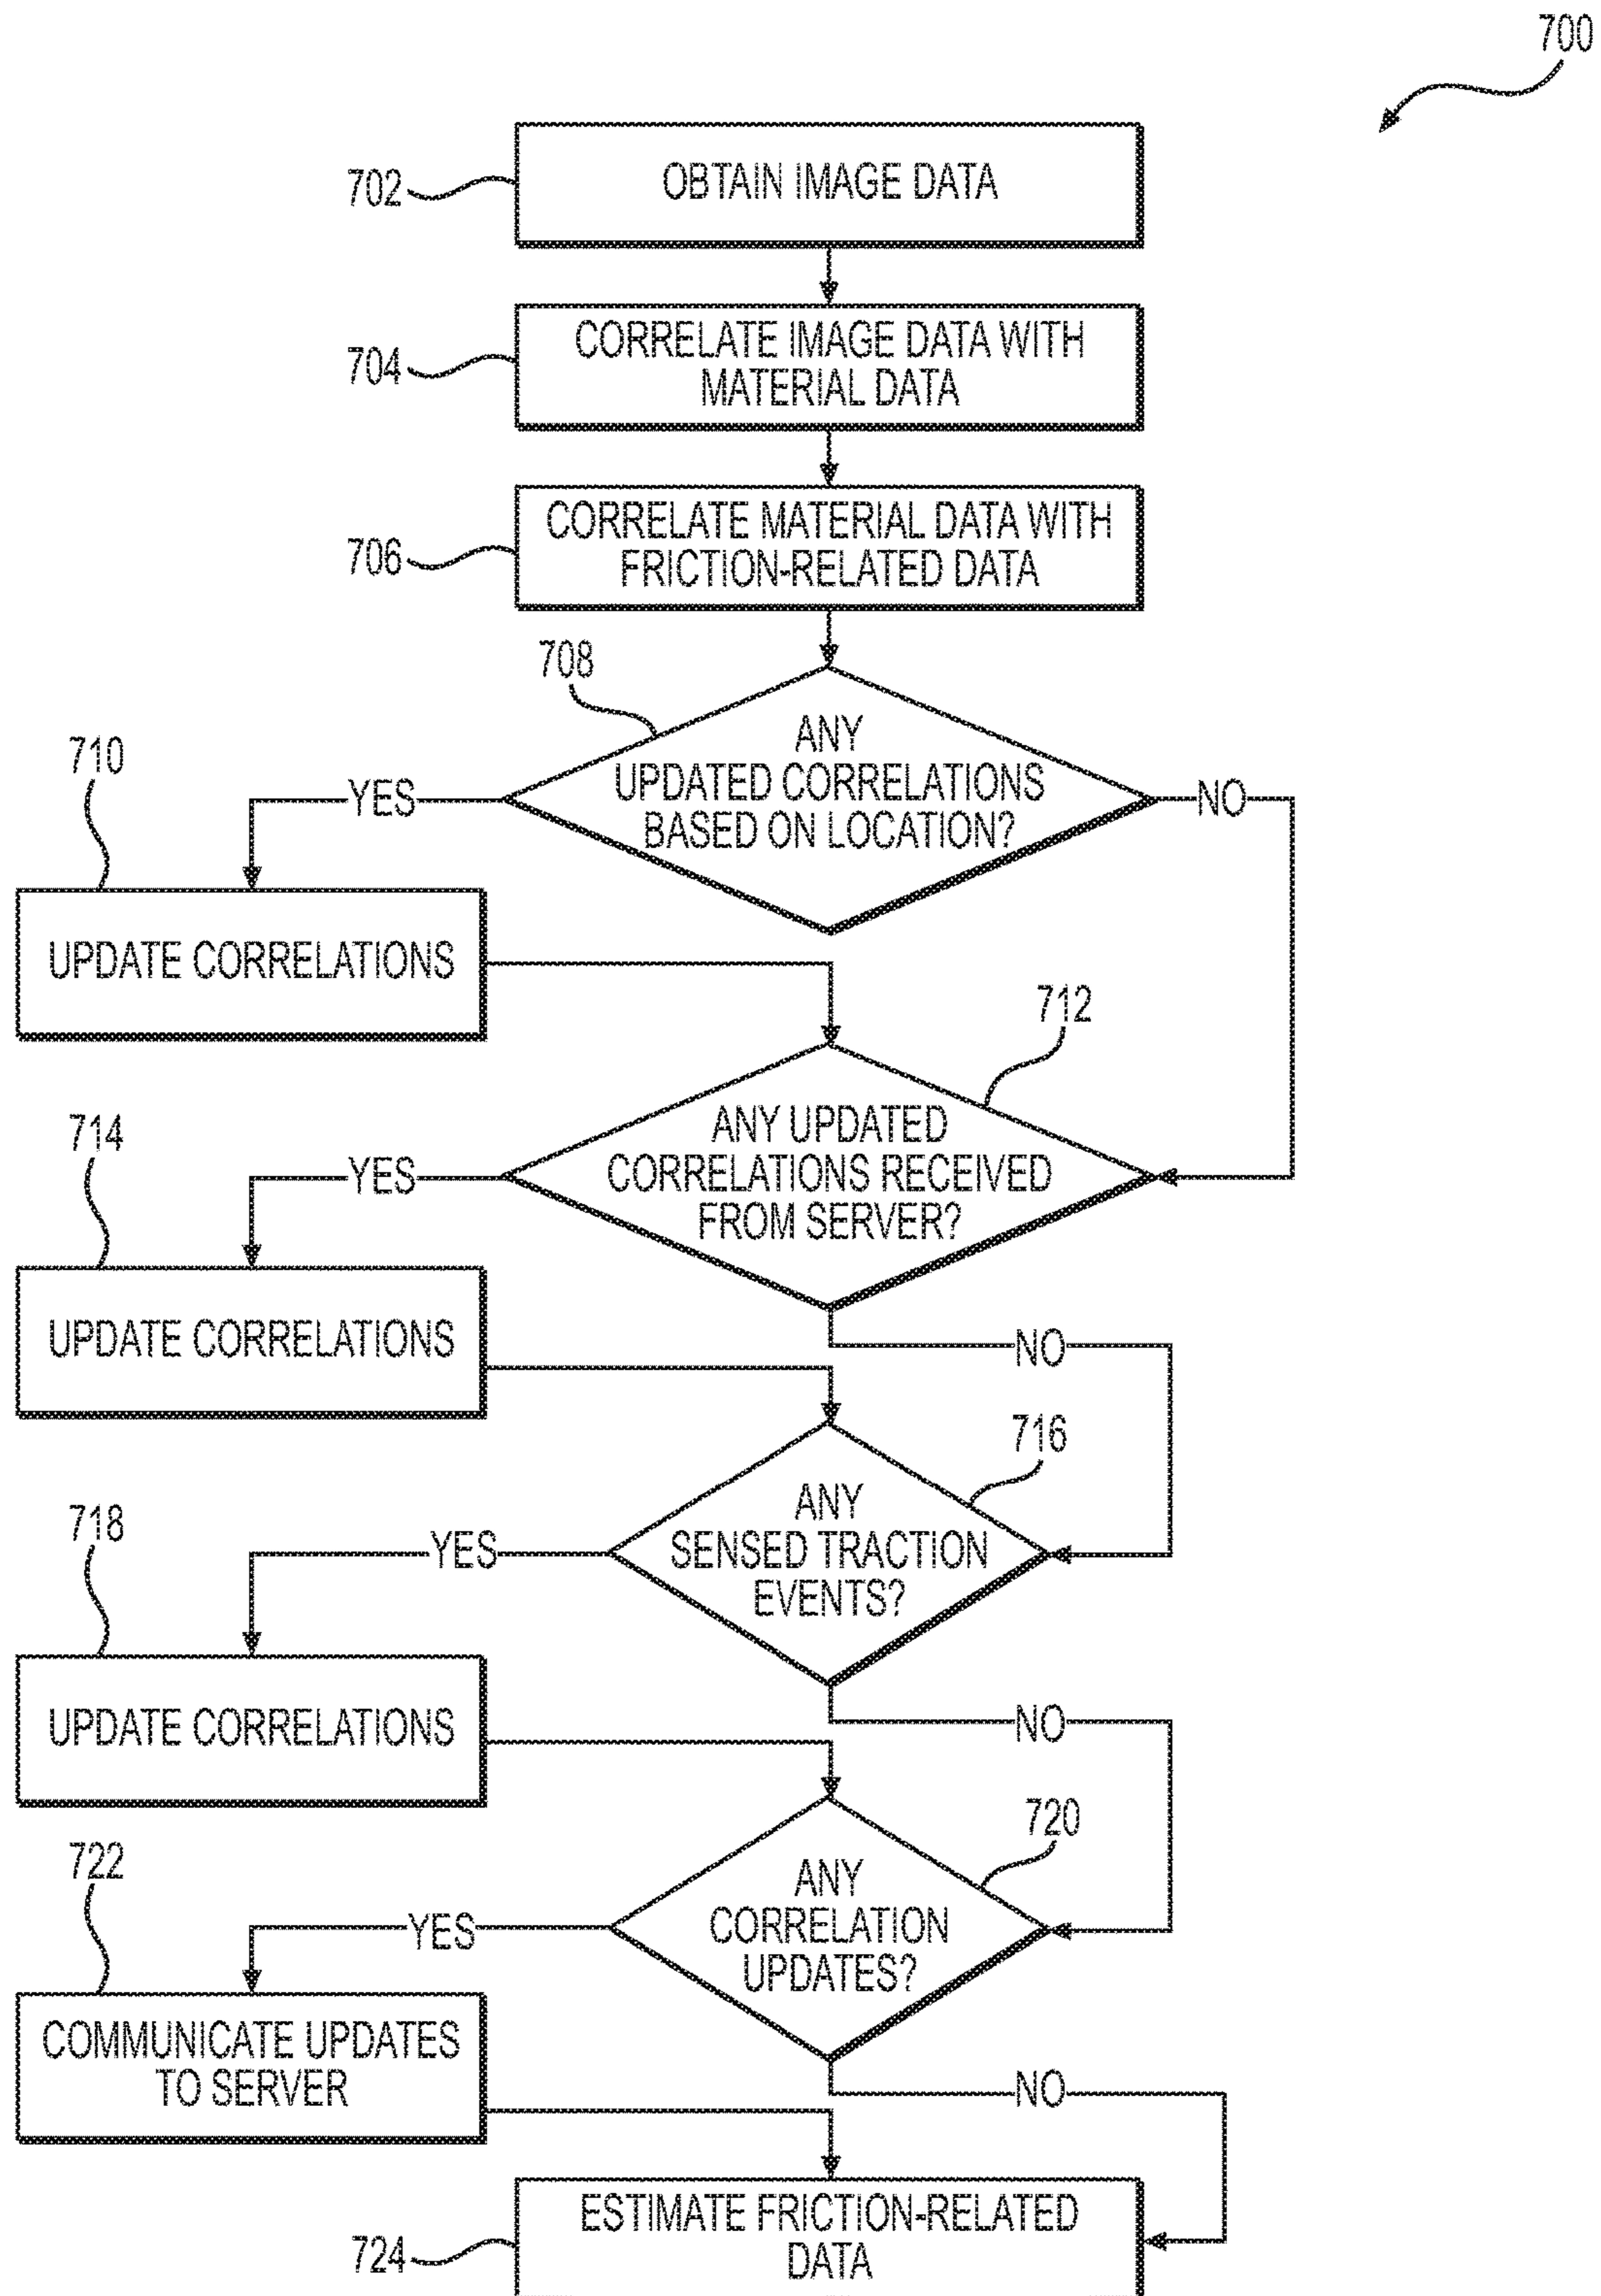 700
702
OBTAIN IMAGE DATA
704
CORRELATE IMAGE DATA WITH
MATERIAL DATA
706
CORRELATE MATERIAL DATA WITH
FRICTION-RELATED DATA
708
ANY
UPDATED CORRELATIONS
BASED ON LOCATION?
YES
NO
710
UPDATE CORRELATIONS
712
ANY UPDATED
CORRELATIONS RECEIVED
FROM SERVER?
YES
NO
714
UPDATE CORRELATIONS
716
ANY
SENSED TRACTION
EVENTS?
YES
NO
718
UPDATE CORRELATIONS
720
ANY
CORRELATION
UPDATES?
YES
NO
722
COMMUNICATE UPDATES
TO SERVER
724
ESTIMATE FRICTION-RELATED
DATA